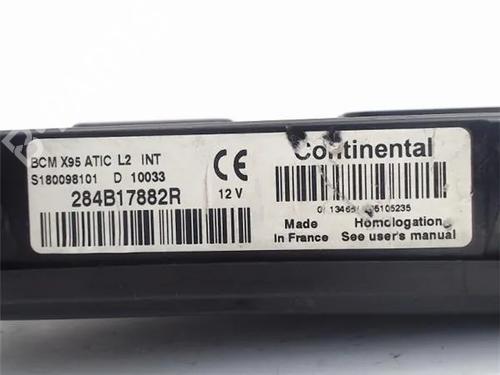 BCM X95 ATIC L2 INT
S180098101 D 10033
284B17882R
CE
12 V
Continental
Made
in France
Homologation
See user's manual